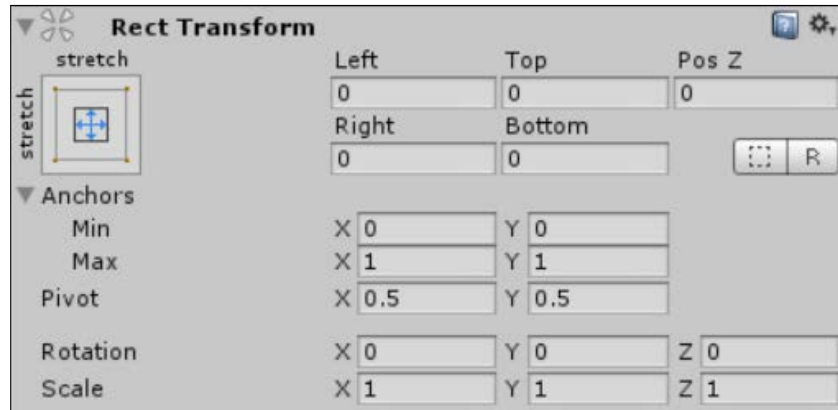 Rect Transform
stretch
Left Top Pos Z
stretch
0 0 0
Right Bottom
0 0 R
Anchors
Min X 0 Y 0
Max X 1 Y 1
Pivot X 0.5 Y 0.5
Rotation X 0 Y 0 Z 0
Scale X 1 Y 1 Z 1